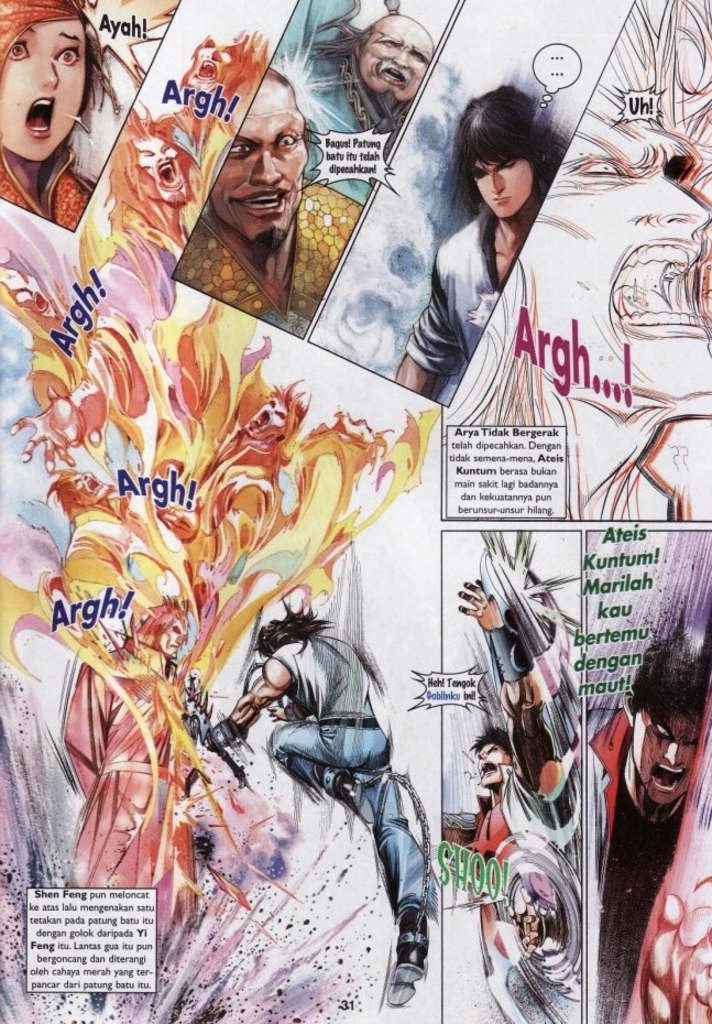 Ayah!
Argh!
Bagus! Patung
batu itu telah
dipecahkan!
... ...
Uh!
Argh....!
Argh!
Argh!
Argh!
Arya Tidak Bergerak
telah dipecahkan. Dengan
tidak semena-mena, Ateis
Kuntum berasa bukan
main sakit lagi badannya
dan kekuatannya pun
berunsur-unsur hilang.
Shen Feng pun meloncat
ke atas lalu mengenakan satu
tetakan pada patung batu itu
dengan golok daripada Yi
Feng itu. Lantas gua itu pun
bergoncang dan diterangi
oleh cahaya merah yang ter-
pancar dari patung batu itu.
Heh! Tengok
Goblinku ini!
SHOO!
Ateis
Kuntum!
Marilah
kau
bertemu
dengan
maut!
31